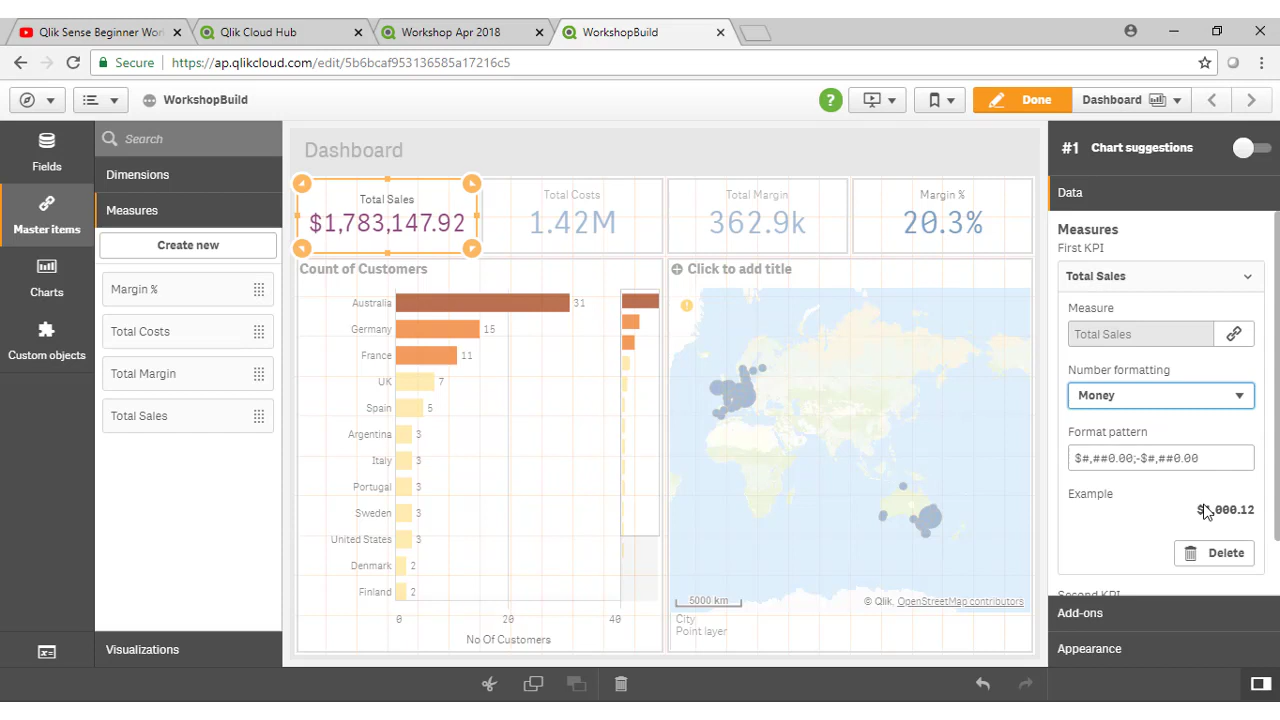 Qlik Sense Beginner Wor
Qlik Cloud Hub
Workshop Apr 2018
WorkshopBuild
Secure
https://ap.qlikcloud.com/edit/5b6bcaf953136585a17216c5
WorkshopBuild
?
Done
Dashboard
Fields
Master items
Charts
Custom objects
Search
Dimensions
Measures
Create new
Margin %
Total Costs
Total Margin
Total Sales
Visualizations
Dashboard
Total Sales
$1,783,147.92
Total Costs
1.42M
Total Margin
362.9k
Margin %
20.3%
Count of Customers
Australia 31
Germany 15
France 11
UK 7
Spain 5
Argentina 3
Italy 3
Portugal 3
Sweden 3
United States 3
Denmark 2
Finland 2
0 20 40
No Of Customers
Click to add title
5000 km
© Qlik, OpenStreetMap contributors
City
Point layer
#1 Chart suggestions
Data
Measures
First KPI
Total Sales
Measure
Total Sales
Number formatting
Money
Format pattern
$#,##0.00;-$#,##0.00
Example
Delete
Second KPI
Add-ons
Appearance